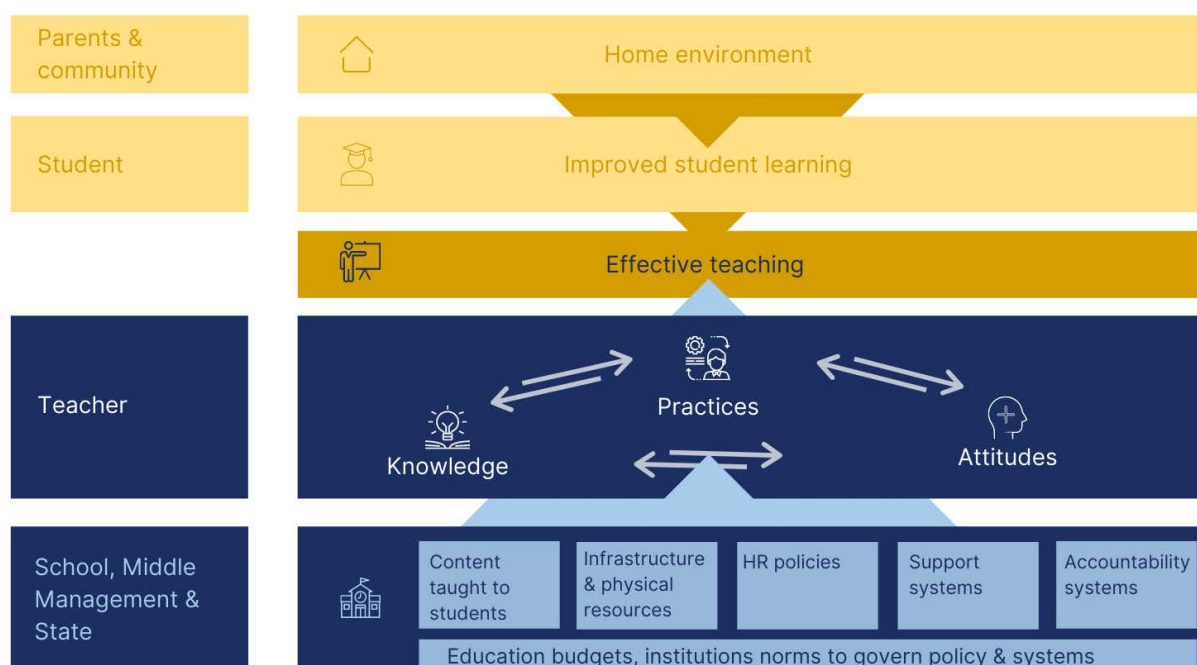 Parents &
community
Home environment
Student
Improved student learning
Effective teaching
Teacher
Practices
Knowledge
Attitudes
School, Middle
Management &
State
Content
taught to
students
Infrastructure
& physical
resources
HR policies
Support
systems
Accountability
systems
Education budgets, institutions norms to govern policy & systems